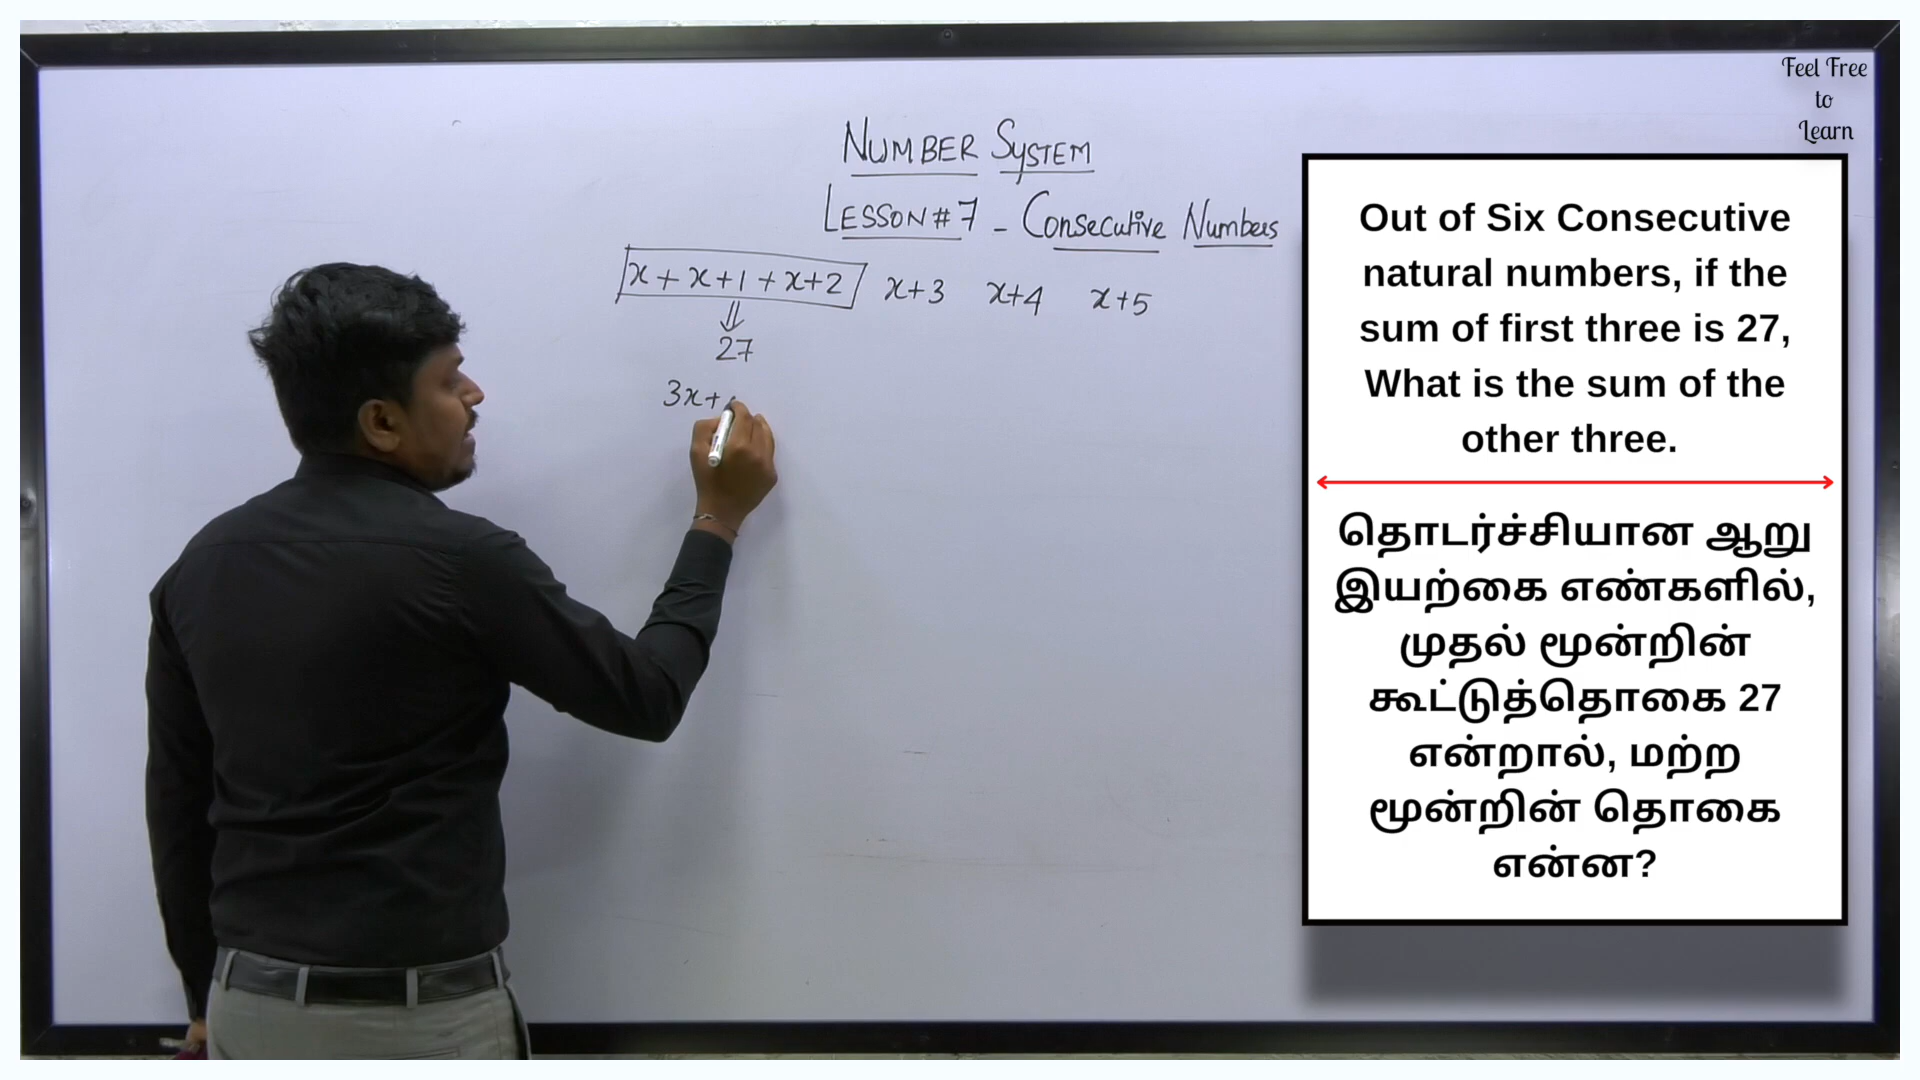 Feel Free
to
Learn
NUMBER SYSTEM
LESSON # 7 - Consecutive Numbers
x + x+1 + x+2 x+3 x+4 x+5
27
3x+
Out of Six Consecutive
natural numbers, if the
sum of first three is 27,
What is the sum of the
other three.
தொடர்ச்சியான ஆறு
இயற்கை எண்களில்,
முதல் மூன்றின்
கூட்டுத்தொகை 27
என்றால், மற்ற
மூன்றின் தொகை
என்ன?